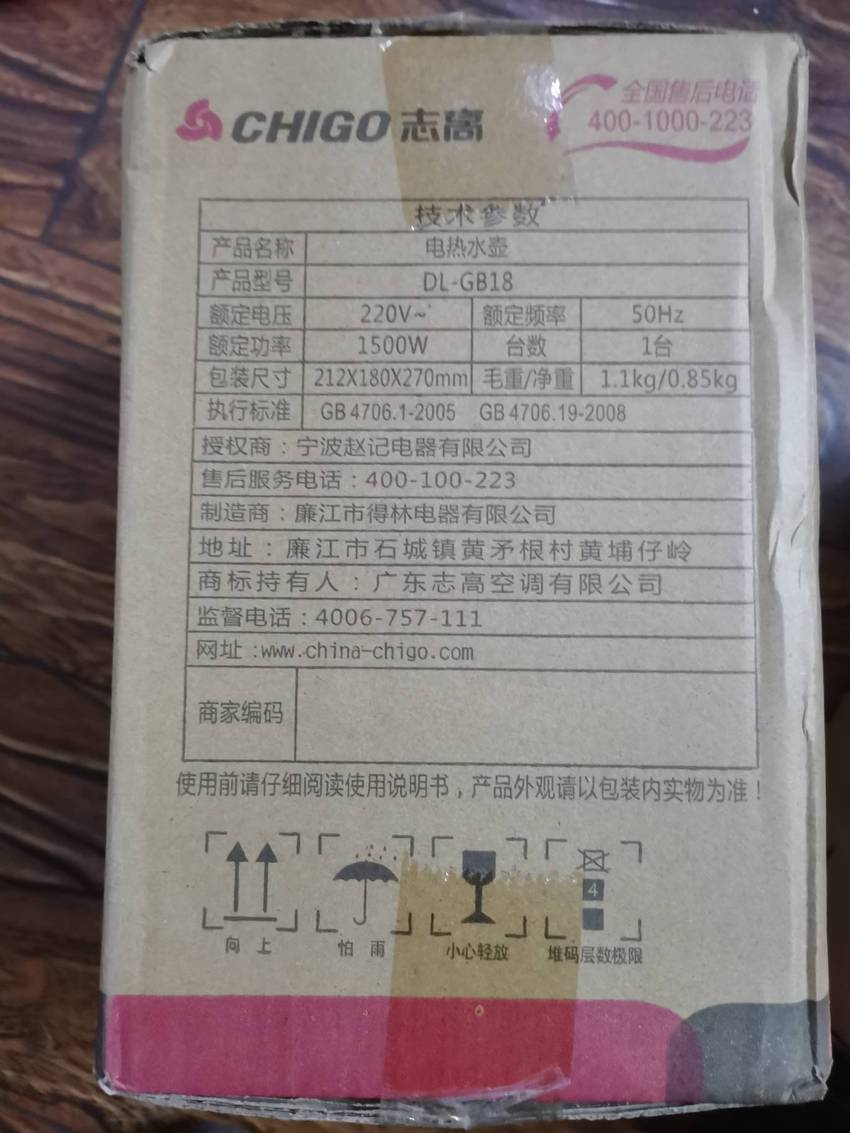 CHIGO 志高
全国售后电话
400-1000-223
技术参数
产品名称 电热水壶
产品型号 DL-GB18
额定电压 220V~ 额定频率 50Hz
额定功率 1500W 台数 1台
包装尺寸 212X180X270mm 毛重/净重 1.1kg/0.85kg
执行标准 GB 4706.1-2005 GB 4706.19-2008
授权商：宁波赵记电器有限公司
售后服务电话：400-100-223
制造商：廉江市得林电器有限公司
地址：廉江市石城镇黄矛根村黄埔仔岭
商标持有人：广东志高空调有限公司
监督电话：4006-757-111
网址:www.china-chigo.com
商家编码
使用前请仔细阅读使用说明书，产品外观请以包装内实物为准！
4
向上 怕雨 小心轻放 堆码层数极限